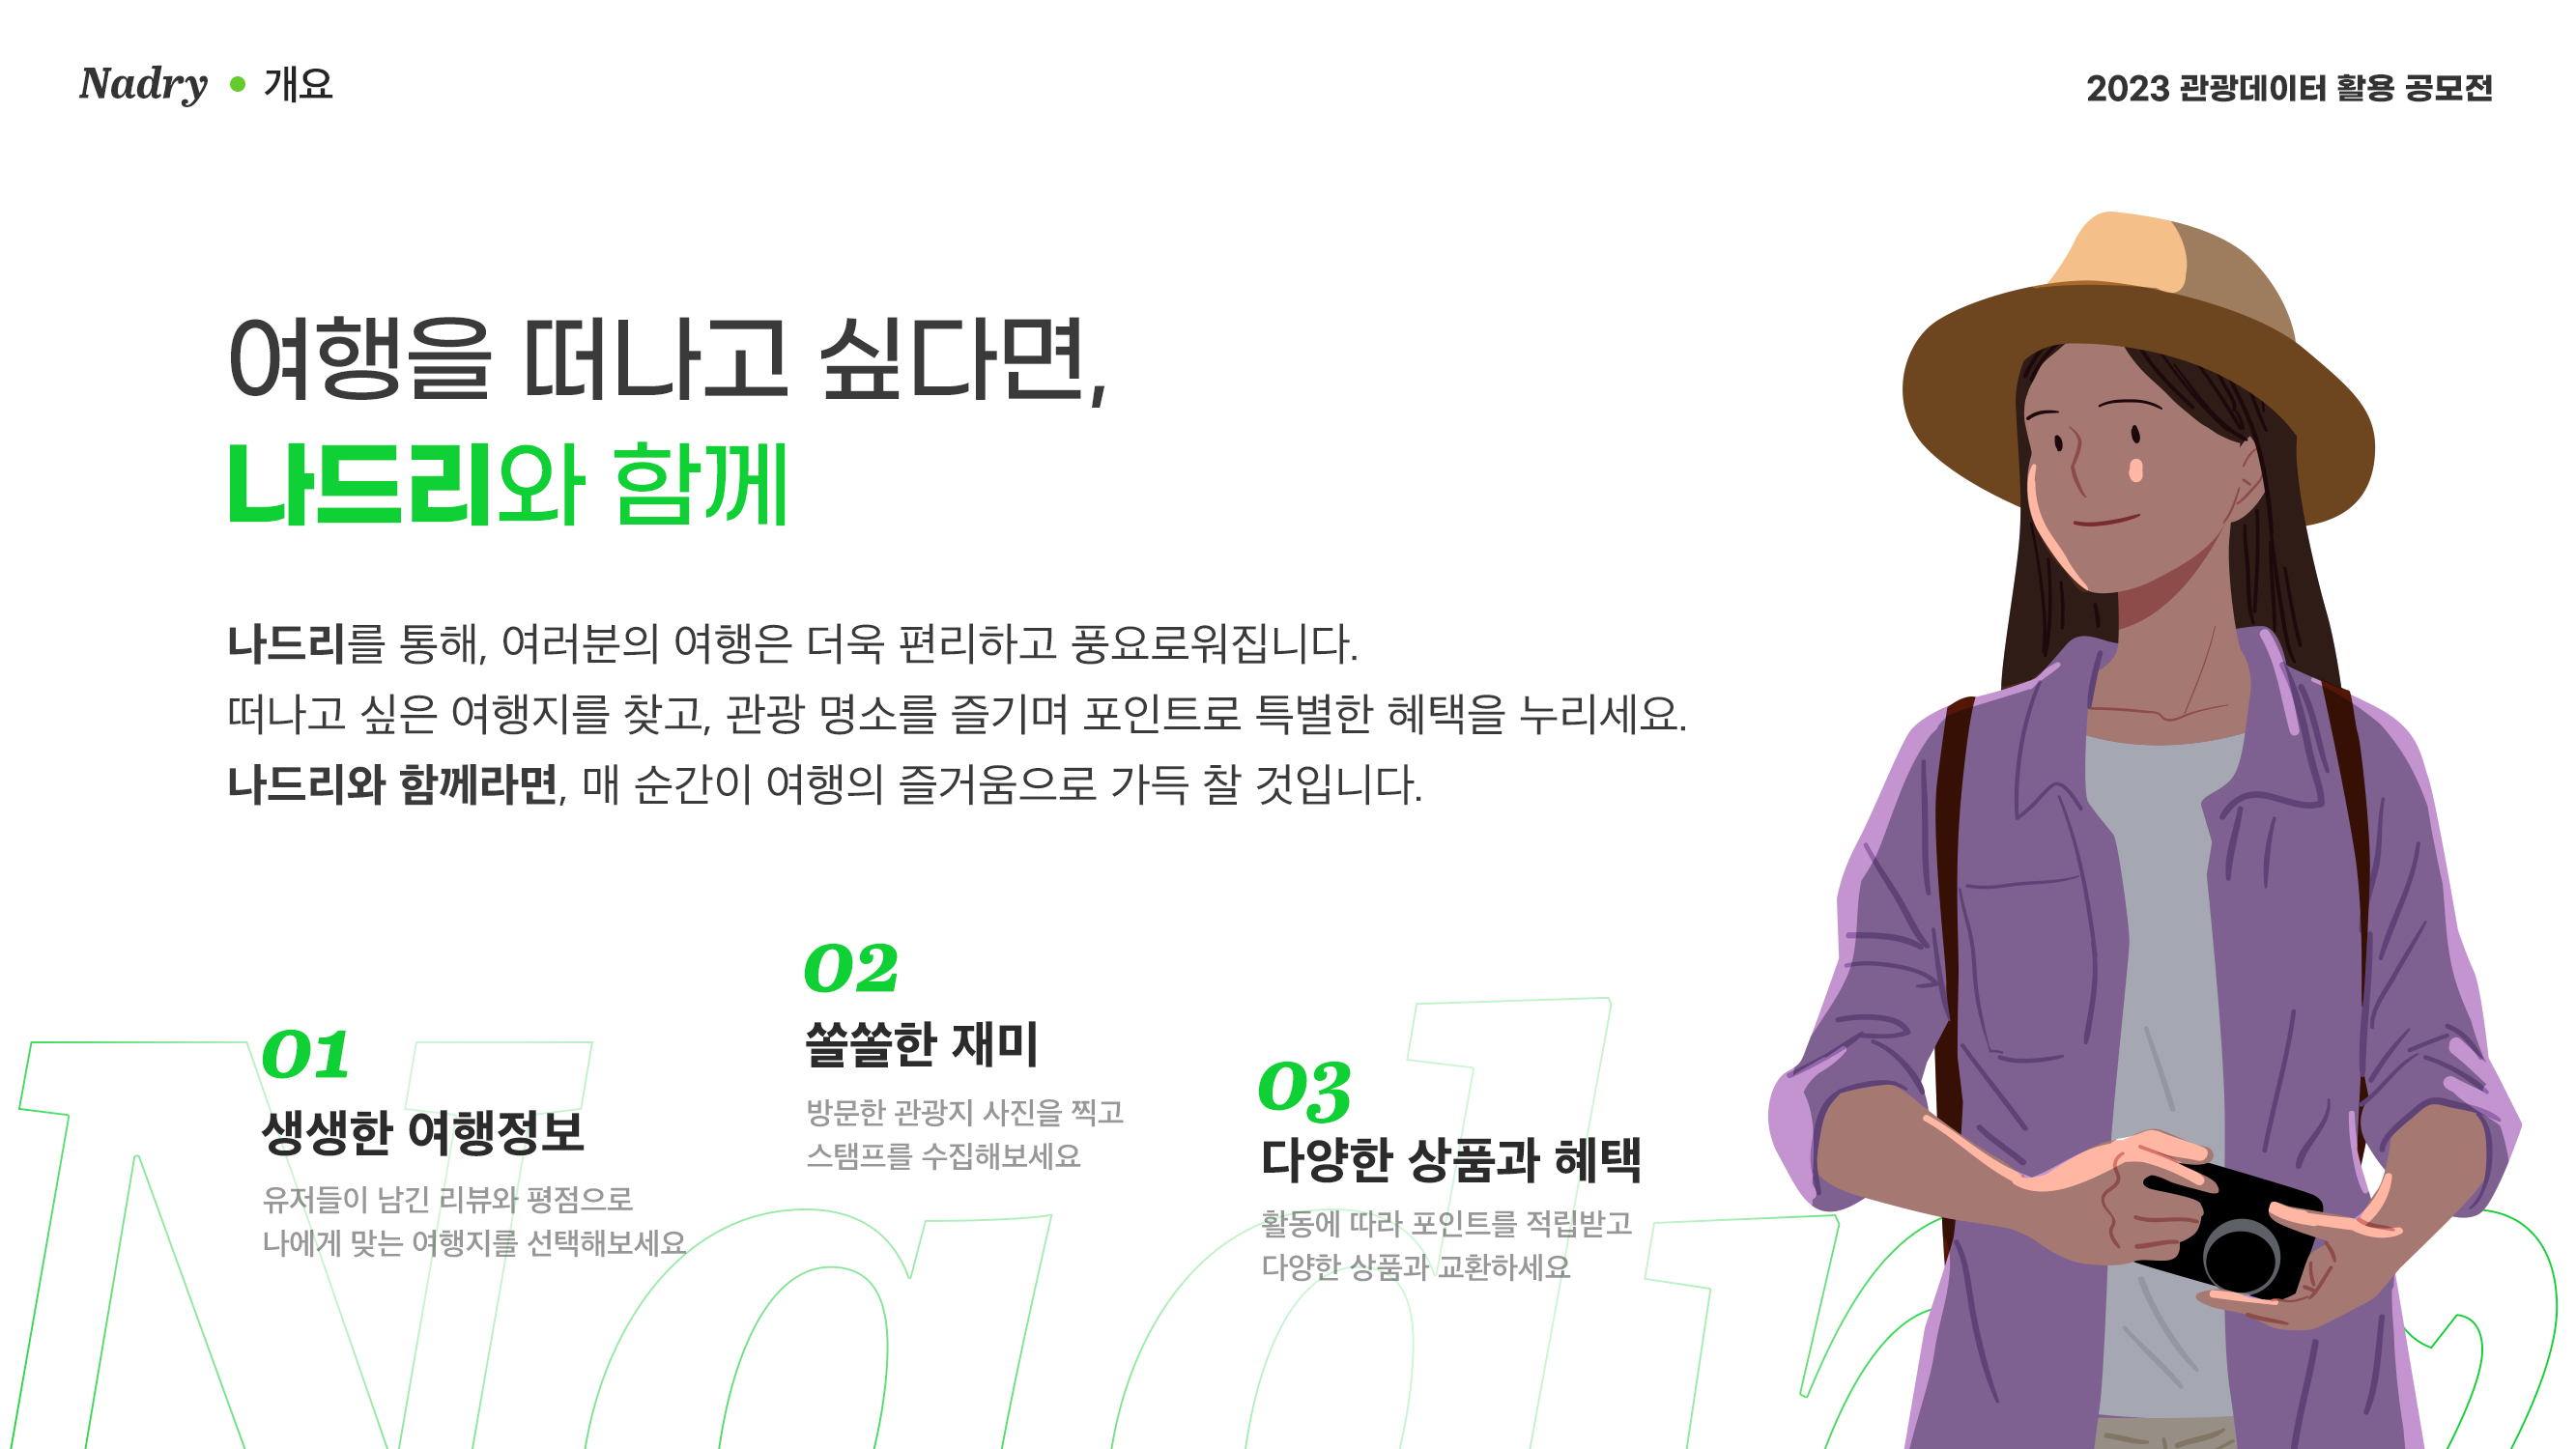 Nadry • 개요
2023 관광데이터 활용 공모전
여행을 떠나고 싶다면,
나드리와 함께
나드리를 통해, 여러분의 여행은 더욱 편리하고 풍요로워집니다.
떠나고 싶은 여행지를 찾고, 관광 명소를 즐기며 포인트로 특별한 혜택을 누리세요.
나드리와 함께라면, 매 순간이 여행의 즐거움으로 가득 찰 것입니다.
01
생생한 여행정보
유저들이 남긴 리뷰와 평점으로
나에게 맞는 여행지를 선택해보세요
02
쏠쏠한 재미
방문한 관광지 사진을 찍고
스탬프를 수집해보세요
03
다양한 상품과 혜택
활동에 따라 포인트를 적립받고
다양한 상품과 교환하세요
Nadry